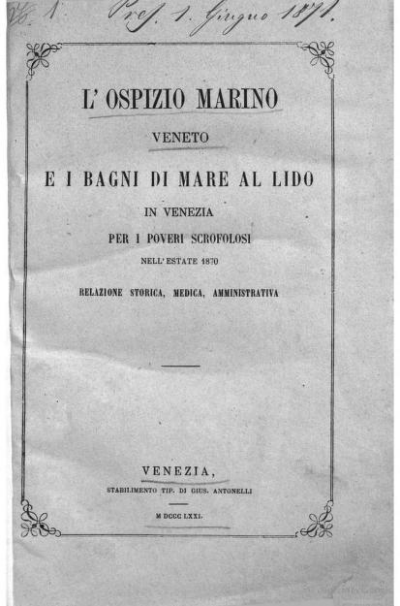 N. 1 Pres. 1. Giugno 1871.
L' OSPIZIO MARINO
VENETO
E I BAGNI DI MARE AL LIDO
IN VENEZIA
PER I POVERI SCROFOLOSI
NELL'ESTATE 1870
RELAZIONE STORICA, MEDICA, AMMINISTRATIVA
VENEZIA,
STABILIMENTO TIP. DI GIUS. ANTONELLI
M DCCC LXXI.